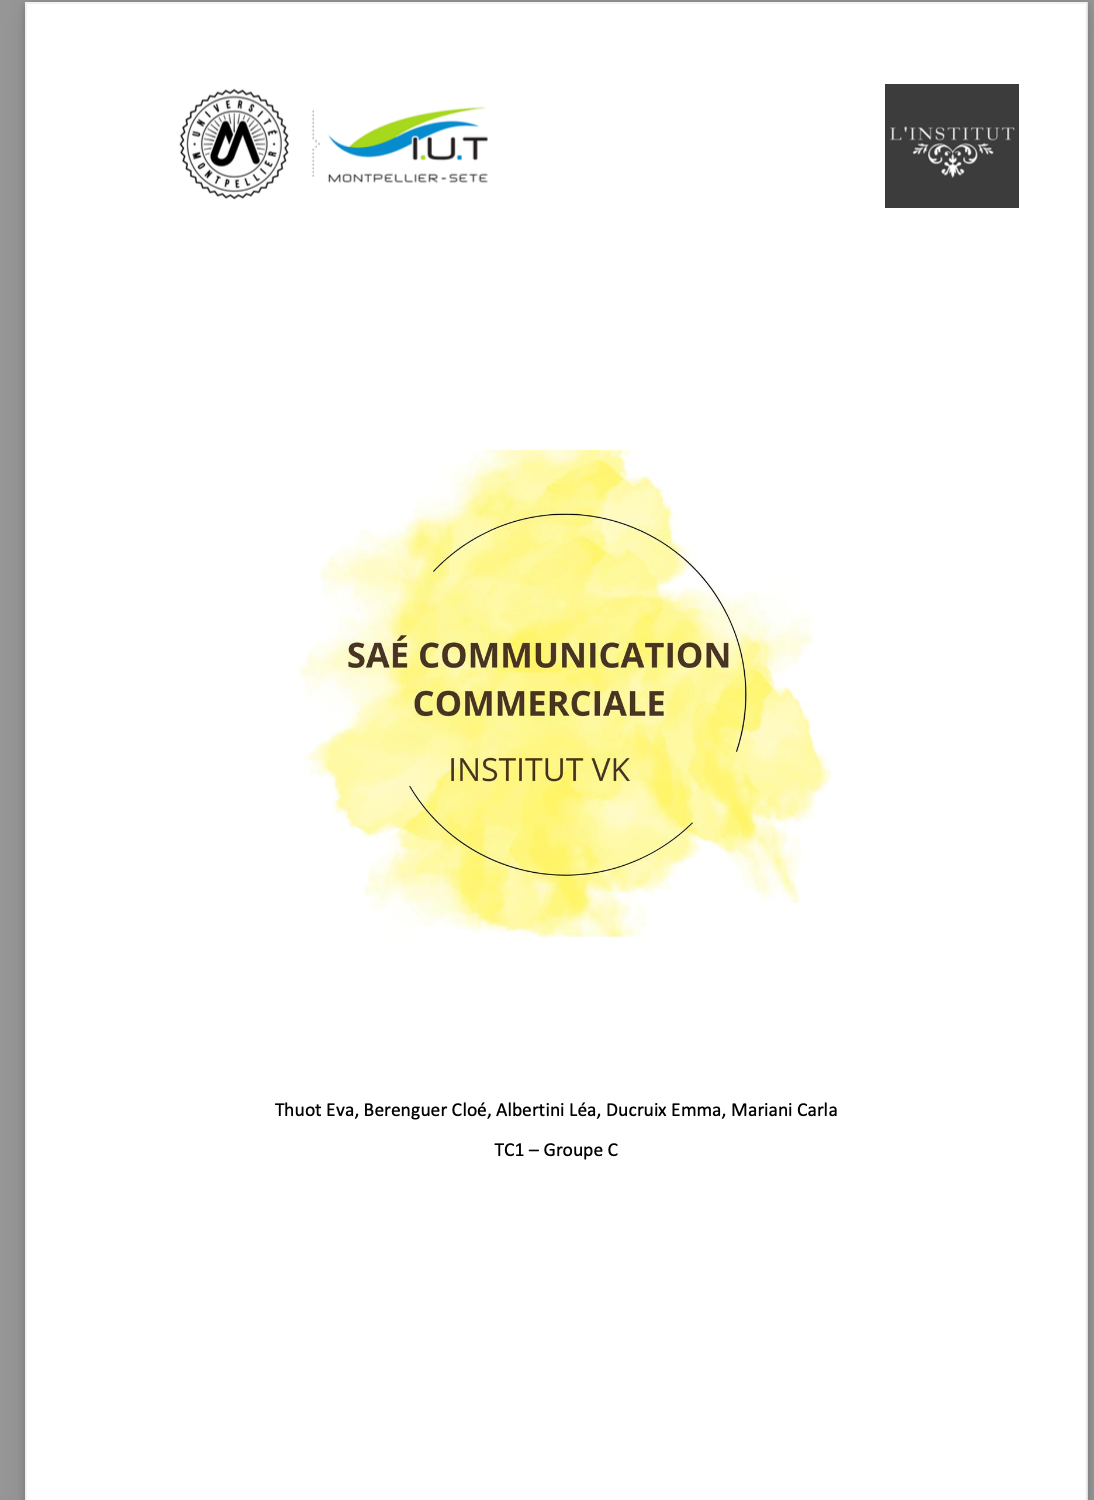 UNIVERSITÉ
MONTPELLIER
I.U.T
MONTPELLIER-SETE
L'INSTITUT
SAÉ COMMUNICATION
COMMERCIALE
INSTITUT VK
Thuot Eva, Berenguer Cloé, Albertini Léa, Ducruix Emma, Mariani Carla
TC1 – Groupe C